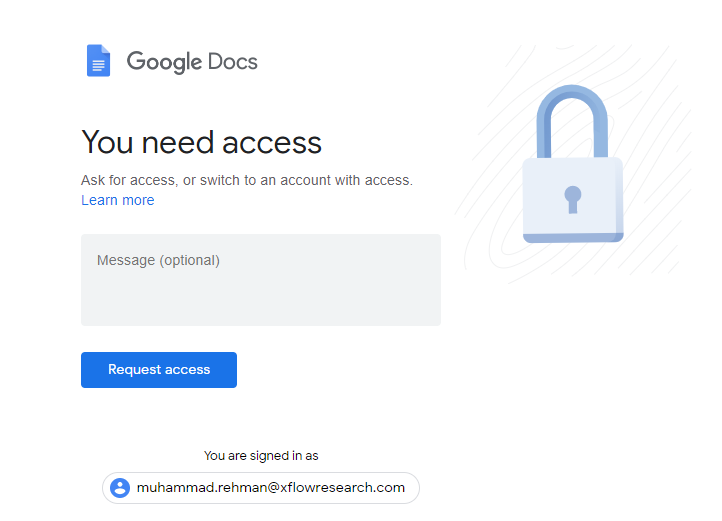 Google Docs
You need access
Ask for access, or switch to an account with access.
Learn more
Message (optional)
Request access
You are signed in as
muhammad.rehman@xflowresearch.com